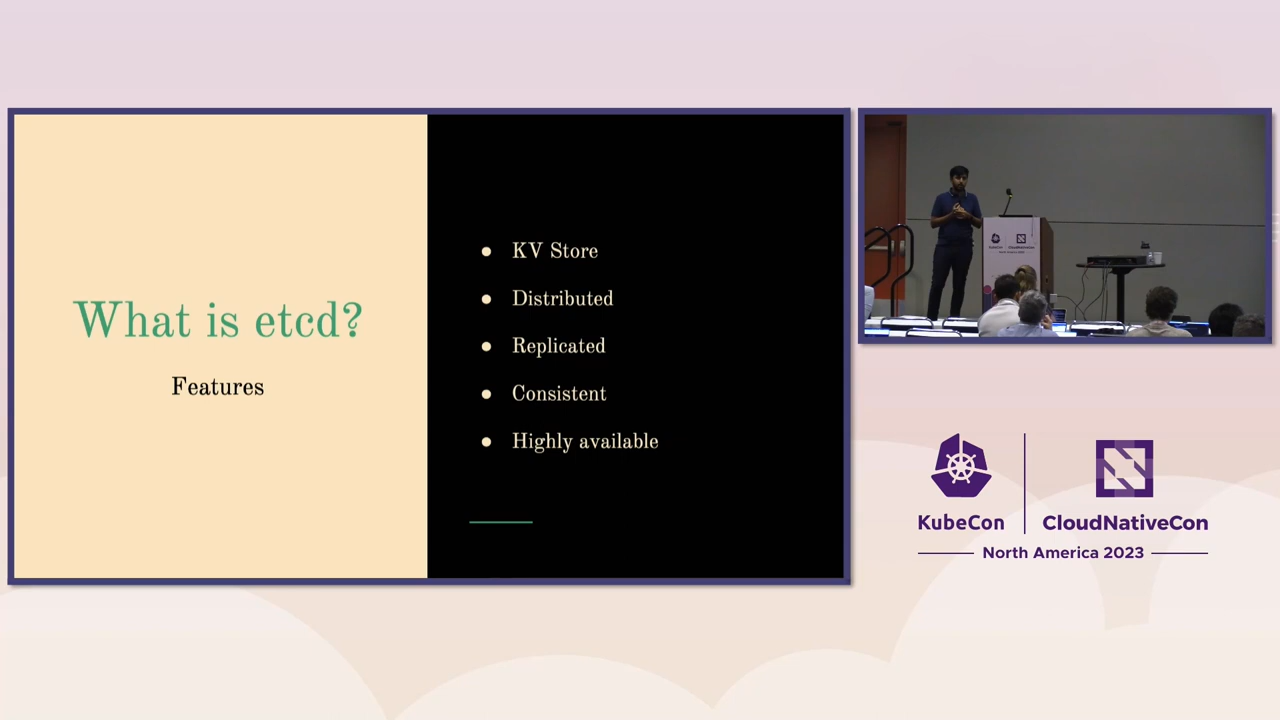 What is etcd?
Features
KV Store
Distributed
Replicated
Consistent
Highly available
KubeCon
CloudNativeCon
North America 2023